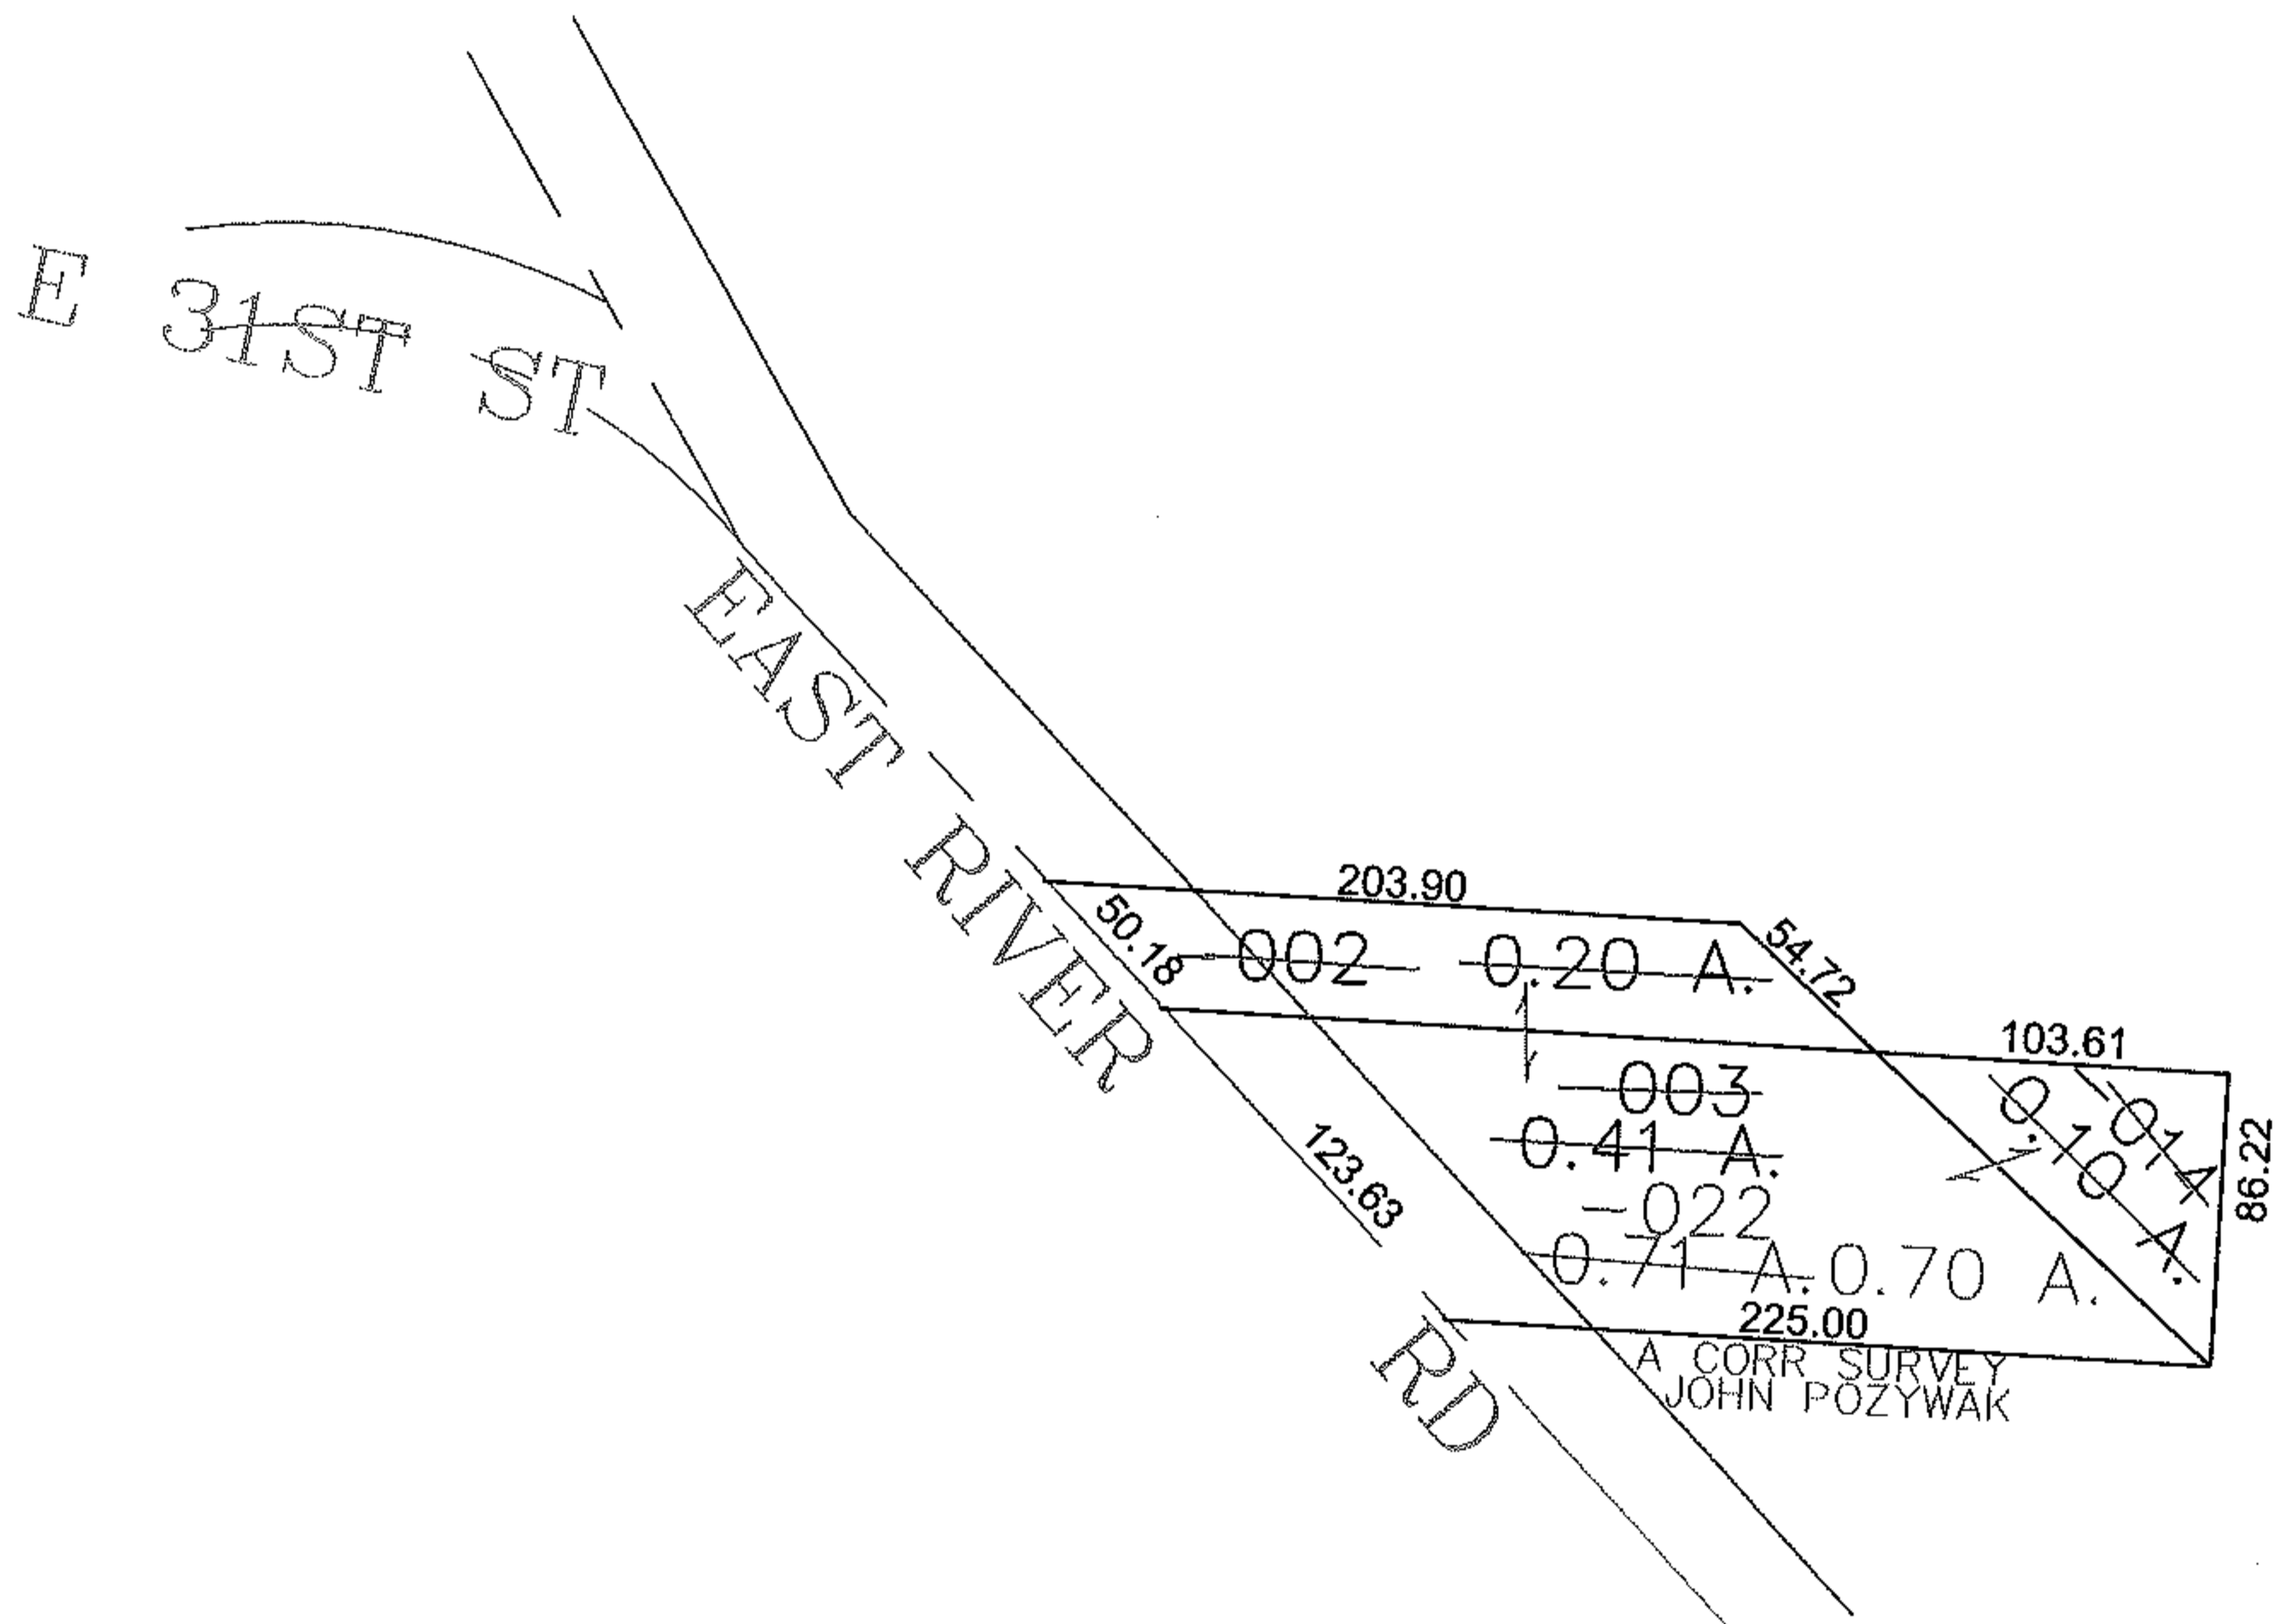 E 31ST ST
EAST RIVER RD
203.90
50.18
54.72
-002 0.20 A.
103.61
-003
0.41 A.
-014
0.10 A.
86.22
123.63
-022
0.71 A. 0.70 A.
225.00
A CORR SURVEY
JOHN POZYWAK